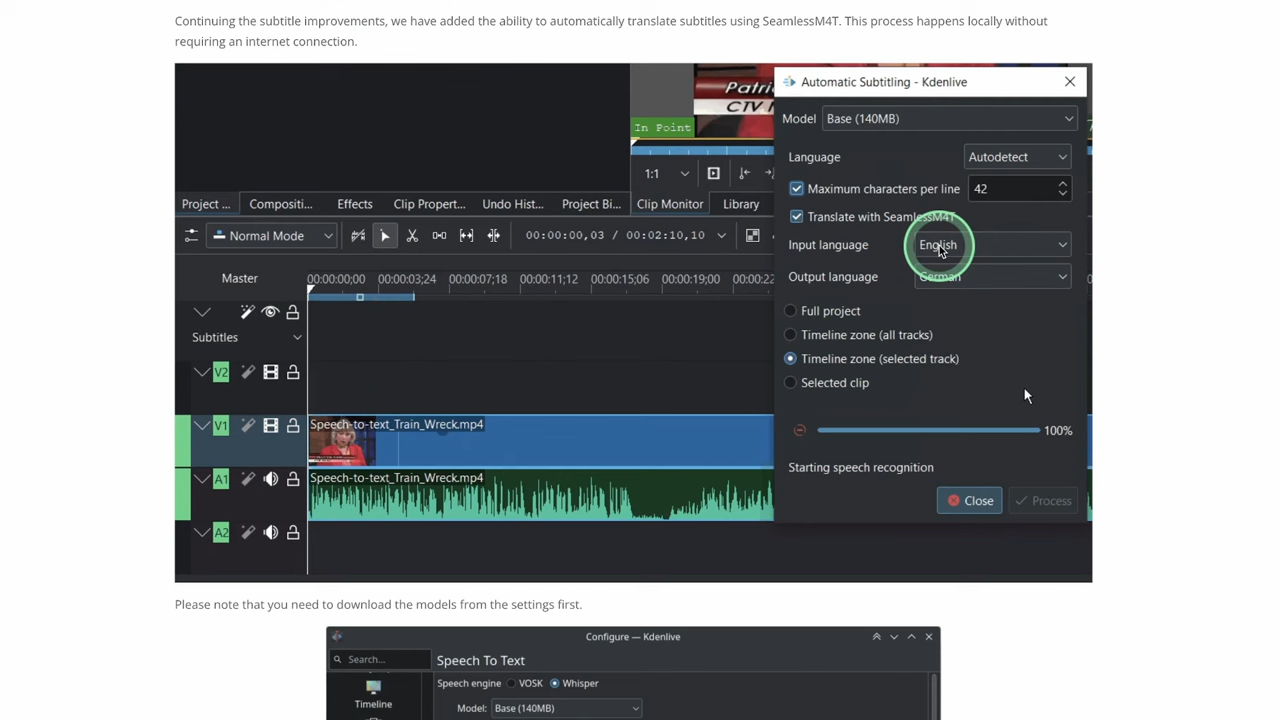 Continuing the subtitle improvements, we have added the ability to automatically translate subtitles using SeamlessM4T. This process happens locally without
requiring an internet connection.
Patric
CTV N
In Point
1:1
Automatic Subtitling - Kdenlive
Model Base (140MB)
Language Autodetect
Maximum characters per line 42
Translate with SeamlessM4T
Input language English
Output language German
Full project
Timeline zone (all tracks)
Timeline zone (selected track)
Selected clip
100%
Starting speech recognition
Close Process
Project ... Compositi... Effects Clip Propert... Undo Hist... Project Bi... Clip Monitor Library
Normal Mode 00:00:00,03 / 00:02:10,10
Master 00:00:00;00 00:00:03;24 00:00:07;18 00:00:11;12 00:00:15;06 00:00:19;00
Subtitles
V2
V1 Speech-to-text_Train_Wreck.mp4
A1 Speech-to-text_Train_Wreck.mp4
A2
Please note that you need to download the models from the settings first.
Configure — Kdenlive
Search... Speech To Text
Speech engine VOSK Whisper
Timeline
Model: Base (140MB)